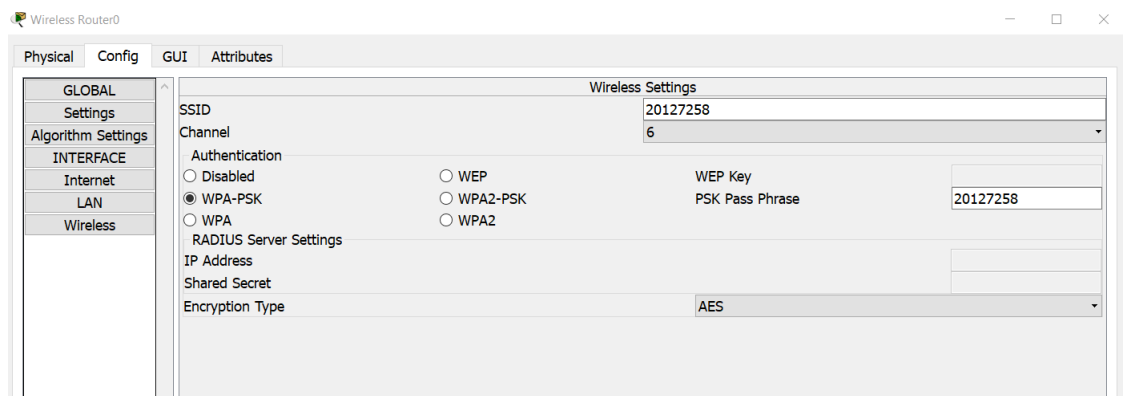 Wireless Router0
Physical Config GUI Attributes
GLOBAL
Settings
Algorithm Settings
INTERFACE
Internet
LAN
Wireless
Wireless Settings
SSID 20127258
Channel 6
Authentication
Disabled WEP WEP Key
WPA-PSK WPA2-PSK PSK Pass Phrase 20127258
WPA WPA2
RADIUS Server Settings
IP Address
Shared Secret
Encryption Type AES